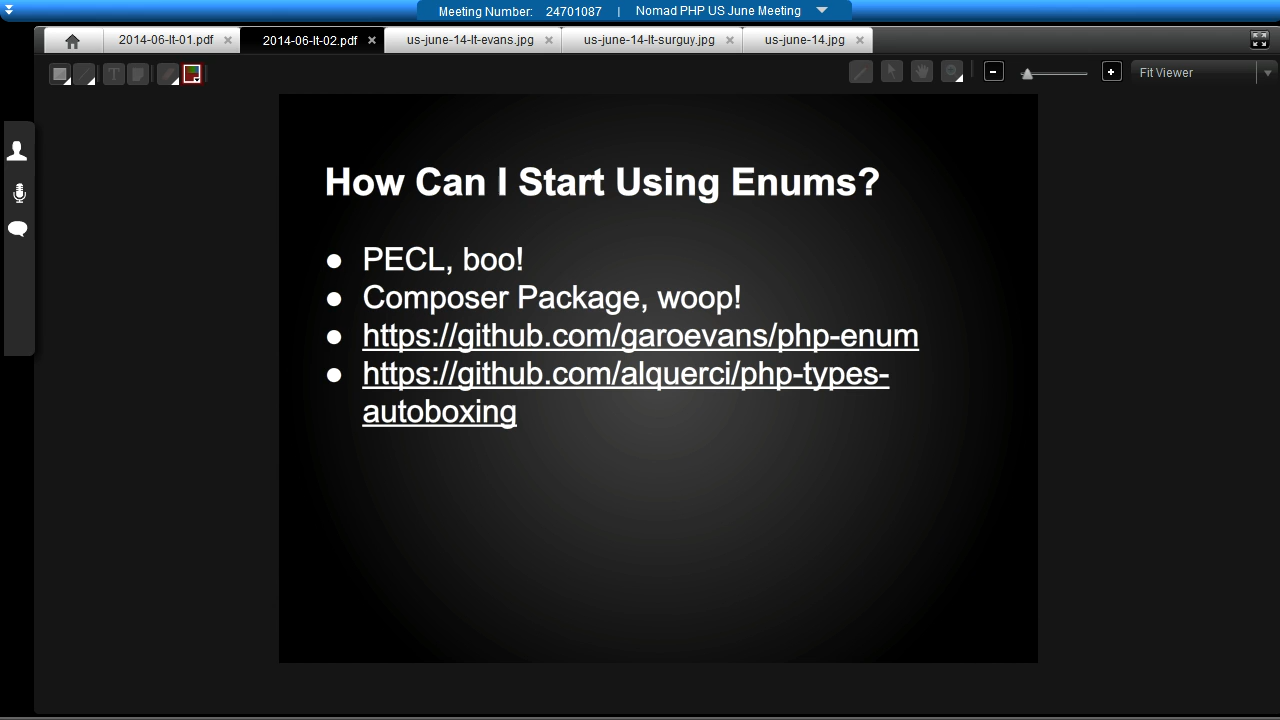 Meeting Number: 24701087 | Nomad PHP US June Meeting
2014-06-lt-01.pdf
2014-06-lt-02.pdf
us-june-14-lt-evans.jpg
us-june-14-lt-surguy.jpg
us-june-14.jpg
T
Fit Viewer
How Can I Start Using Enums?
● PECL, boo!
● Composer Package, woop!
● https://github.com/garoevans/php-enum
● https://github.com/alquerci/php-types-
autoboxing